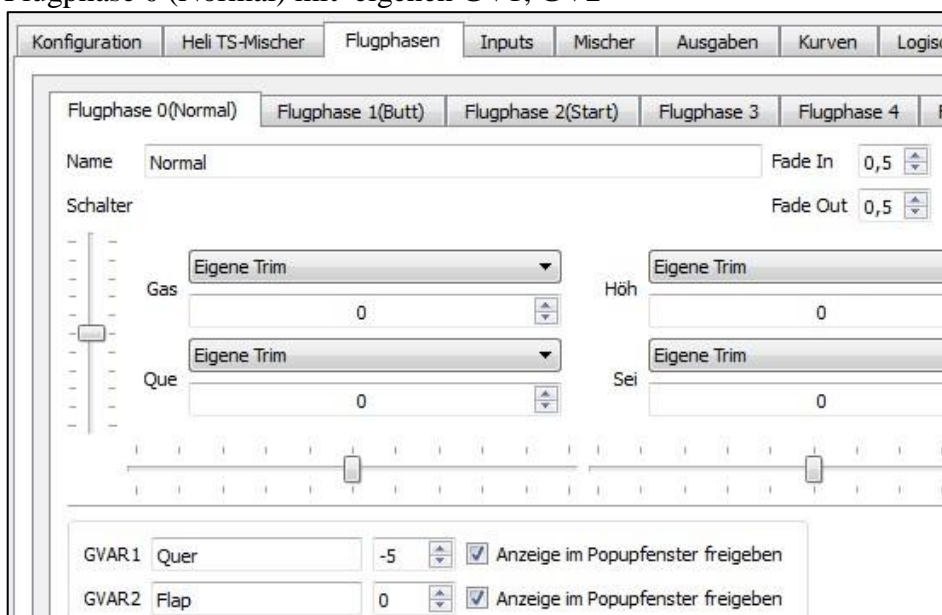 Flugphase 0 (Normal) mit eigenen GV1, GV2
Konfiguration Heli TS-Mischer Flugphasen Inputs Mischer Ausgaben Kurven Logisc
Flugphase 0(Normal) Flugphase 1(Butt) Flugphase 2(Start) Flugphase 3 Flugphase 4
Name Normal Fade In 0,5
Schalter Fade Out 0,5
Eigene Trim Eigene Trim
Gas Höh
0 0
Eigene Trim Eigene Trim
Que Sei
0 0
GVAR1 Quer -5 Anzeige im Popupfenster freigeben
GVAR2 Flap 0 Anzeige im Popupfenster freigeben